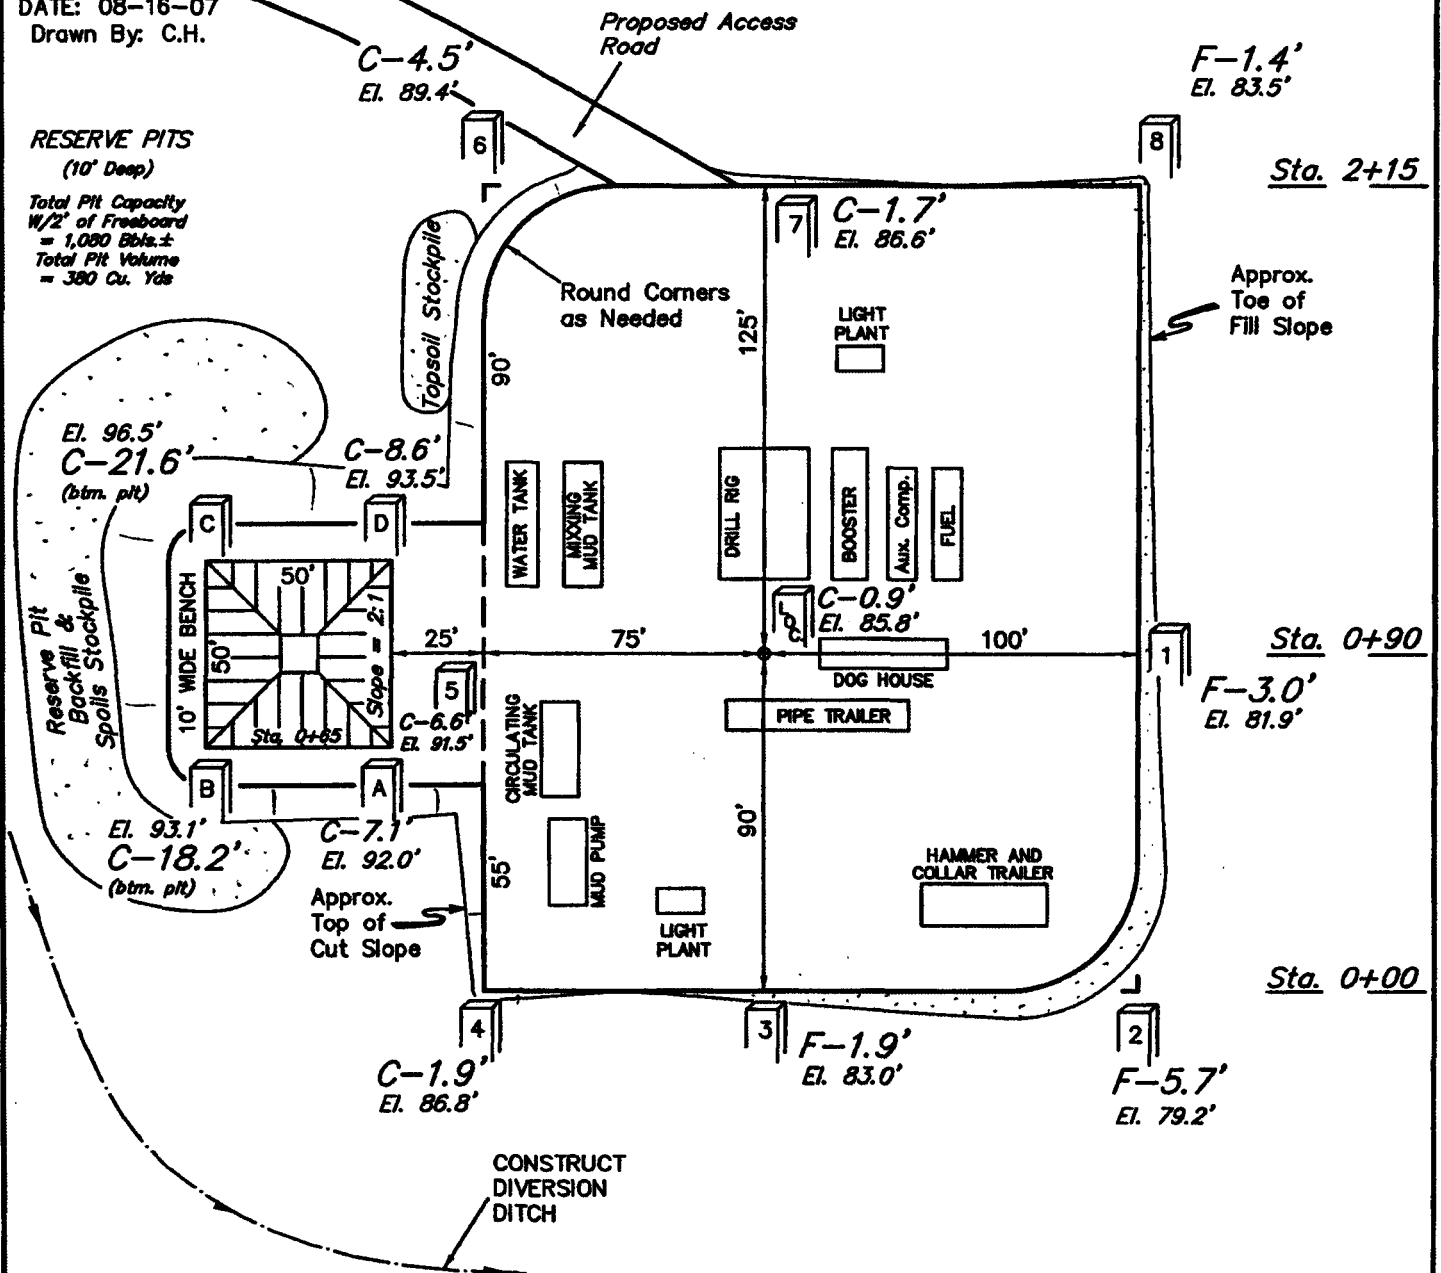 DATE: 08-16-07
Drawn By: C.H.
Proposed Access
Road
C-4.5'
El. 89.4'
F-1.4'
El. 83.5'
6
8
RESERVE PITS
(10' Deep)
Total Pit Capacity
W/2' of Freeboard
= 1,080 Bbls.±
Total Pit Volume
= 380 Cu. Yds
Sta. 2+15
7
C-1.7'
El. 86.6'
Topsoil Stockpile
Round Corners
as Needed
Approx.
Toe of
Fill Slope
125'
LIGHT
PLANT
90'
El. 96.5'
C-21.6'
(btm. pit)
C-8.6'
El. 93.5'
C
D
WATER TANK
MIXXING
MUD TANK
DRILL RIG
BOOSTER
Aux. Comp.
FUEL
Reserve Pit
Backfill &
Spoils Stockpile
10' WIDE BENCH
50'
50'
Slope = 2:1
Sta. 0+65
25'
75'
LOC.
C-0.9'
El. 85.8'
100'
1
Sta. 0+90
DOG HOUSE
5
C-6.6'
El. 91.5'
F-3.0'
El. 81.9'
PIPE TRAILER
CIRCULATING
MUD TANK
B
A
El. 93.1'
C-18.2'
(btm. pit)
C-7.1'
El. 92.0'
55'
MUD PUMP
90'
HAMMER AND
COLLAR TRAILER
Approx.
Top of
Cut Slope
LIGHT
PLANT
Sta. 0+00
4
3
2
C-1.9'
El. 86.8'
F-1.9'
El. 83.0'
F-5.7'
El. 79.2'
CONSTRUCT
DIVERSION
DITCH